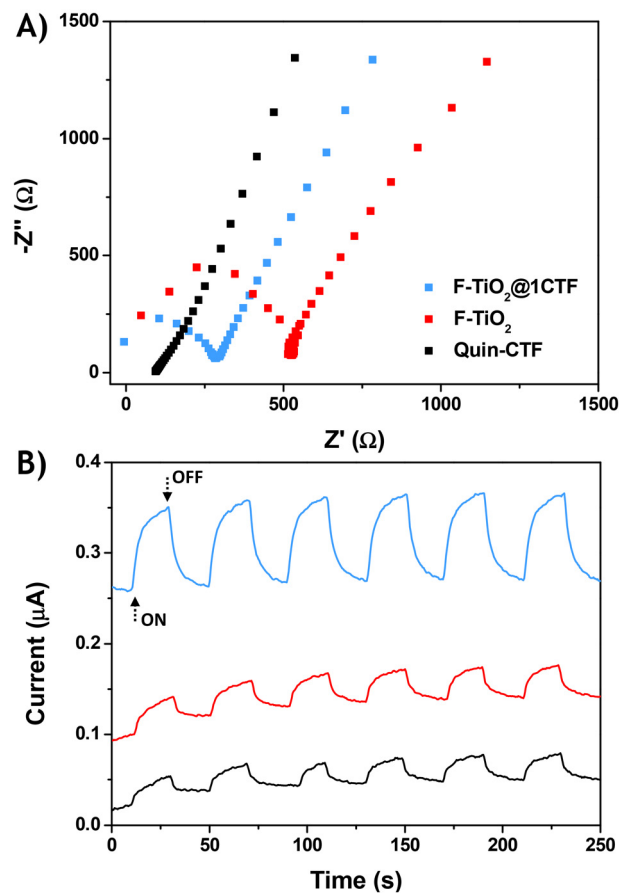 A)
1500
1000
500
0
-Z'' (Ω)
F-TiO₂@1CTF
F-TiO₂
Quin-CTF
0 500 1000 1500
Z' (Ω)
B)
0.4
0.3
0.2
0.1
0.0
Current (μA)
OFF
ON
0 50 100 150 200 250
Time (s)